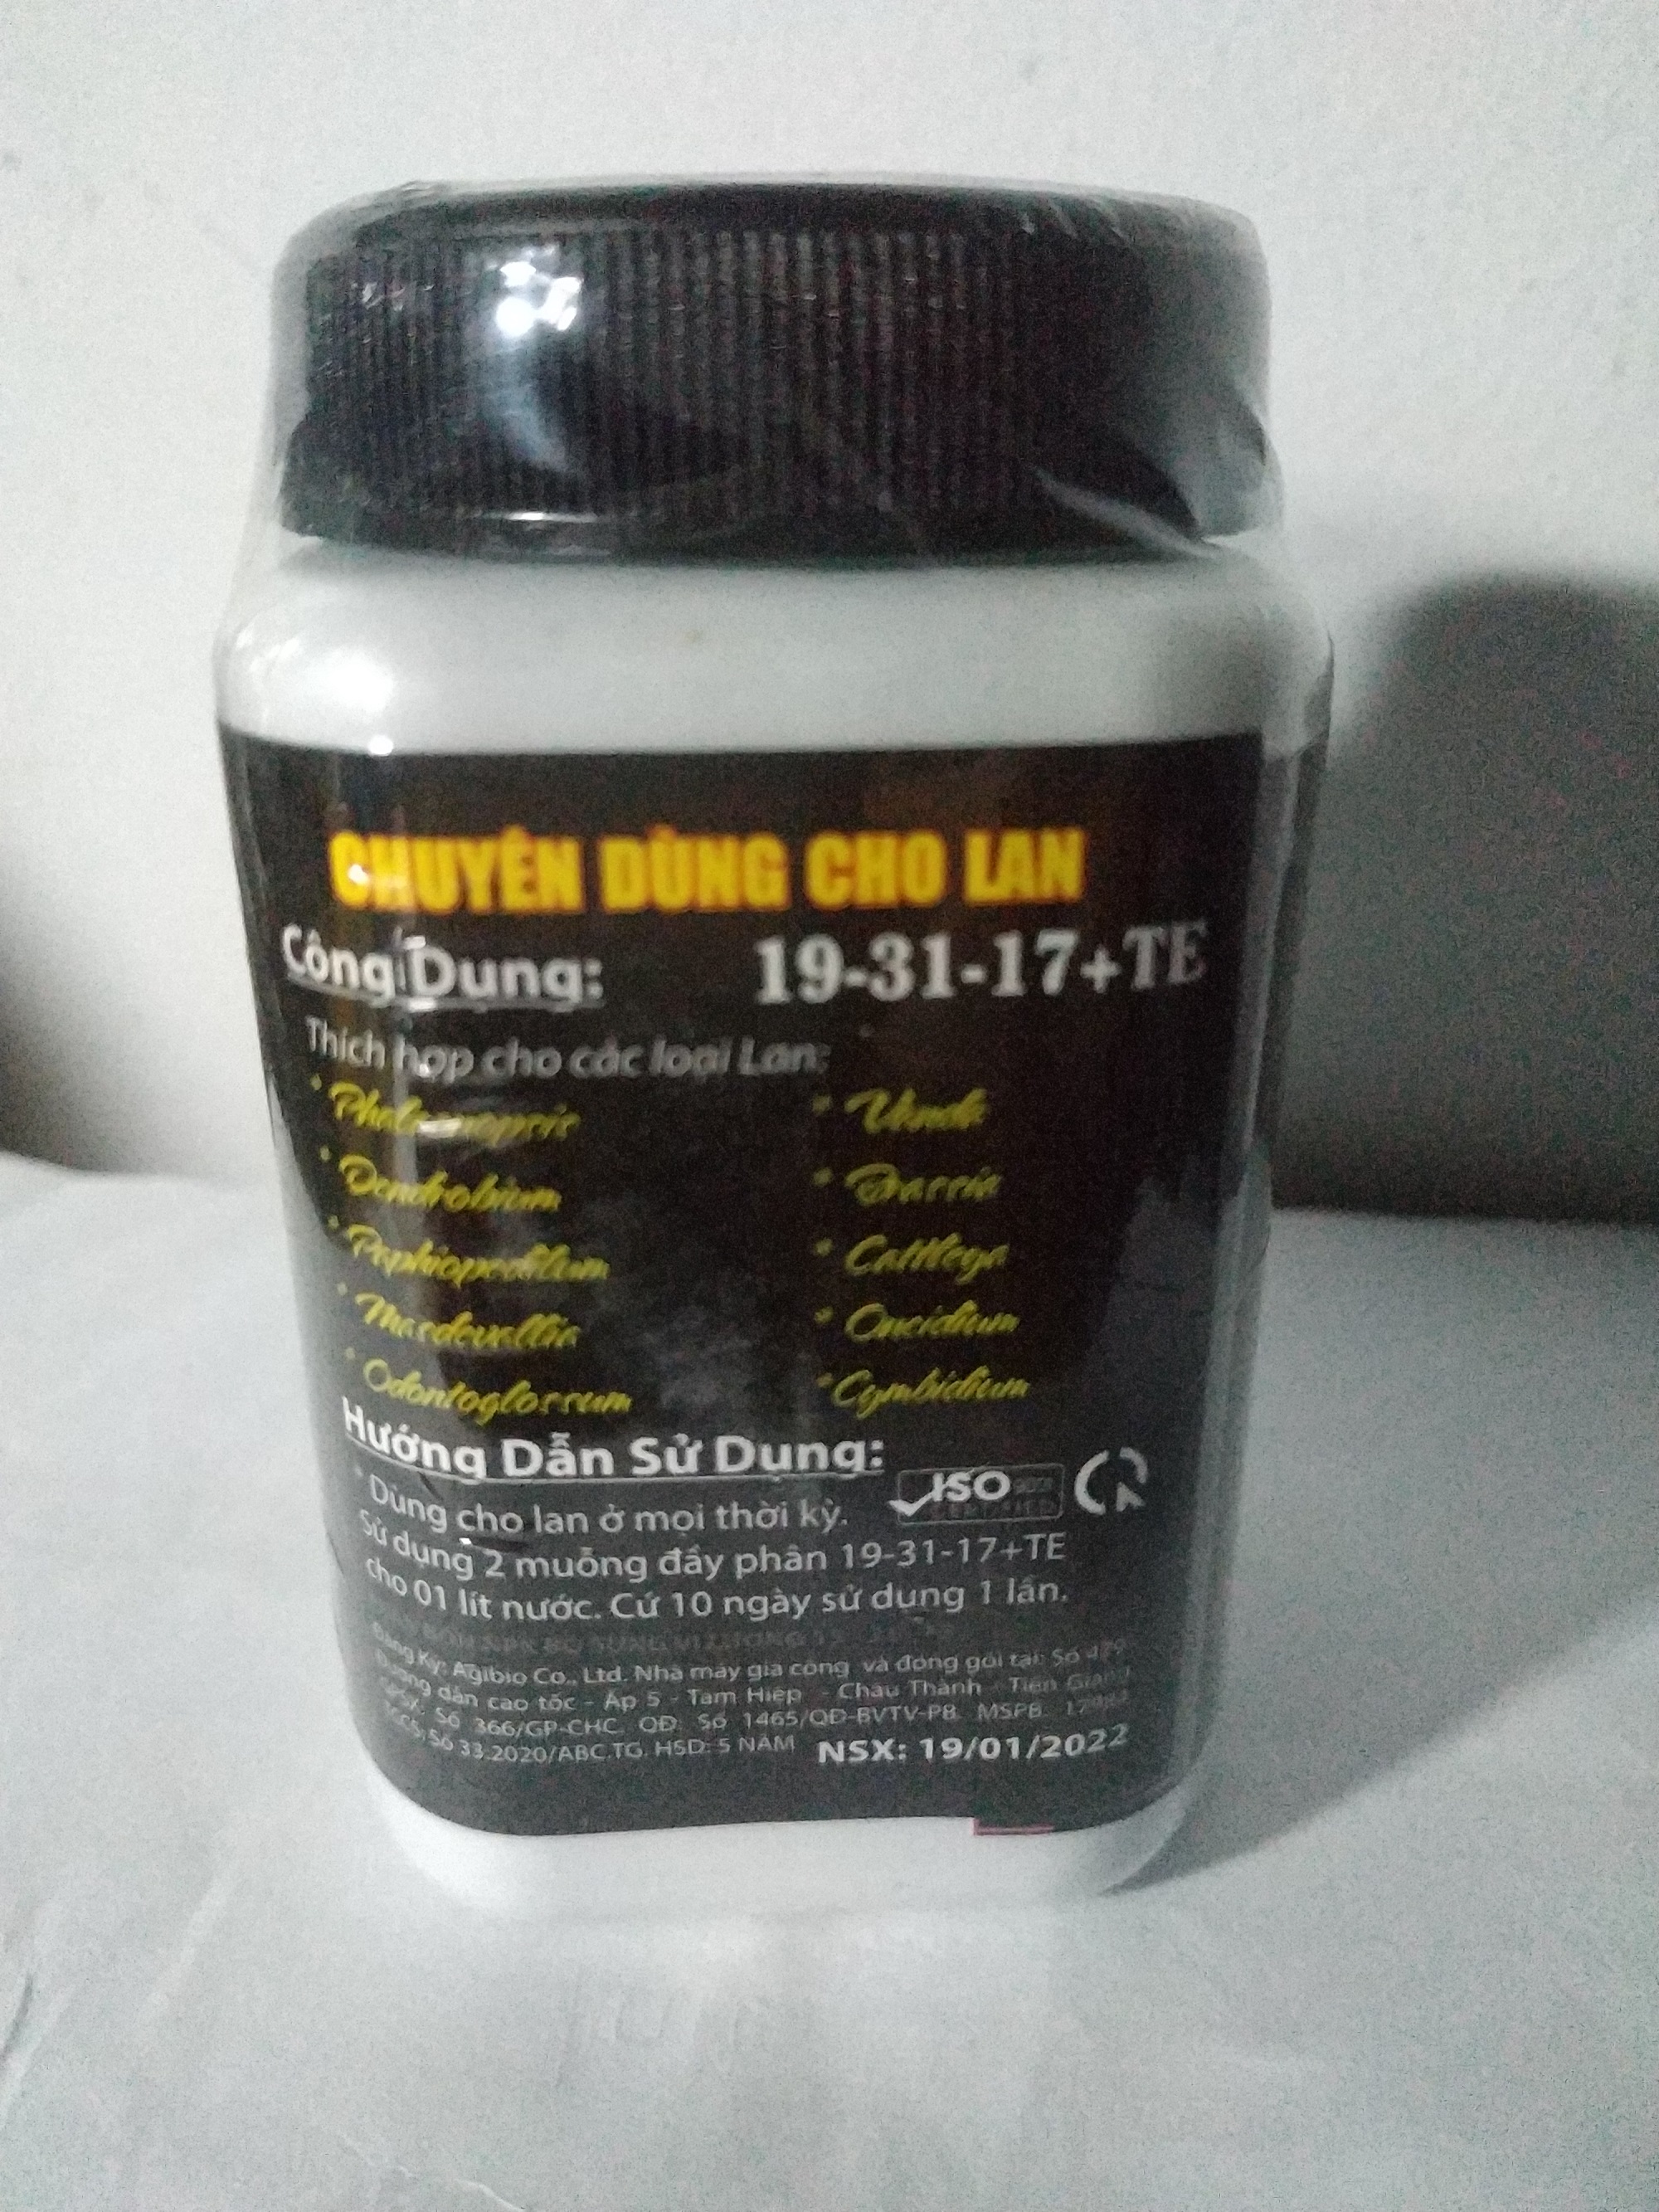 CHUYÊN DÙNG CHO LAN
Công Dụng: 19-31-17+TE
Thích hợp cho các loại Lan:
* Phalaenopsis * Vanda
* Dendrobium * Brassia
* Paphiopedilum * Cattleya
* Masdevallia * Oncidium
* Odontoglossum * Cymbidium
Hướng Dẫn Sử Dụng:
ISO
* Dùng cho lan ở mọi thời kỳ.
Sử dụng 2 muỗng đầy phân 19-31-17+TE
cho 01 lít nước. Cứ 10 ngày sử dụng 1 lần.
Đăng Ký: Agibio Co., Ltd. Nhà máy gia công và đóng gói tại: Số
Đường dẫn cao tốc - Ấp 5 - Tam Hiệp - Châu Thành - Tiền Giang
Số 366/GP-CHC. QĐ: Số 1465/QĐ-BVTV-PB. MSPB:
Số 33:2020/ABC.TG. HSD: 5 NĂM NSX: 19/01/2022